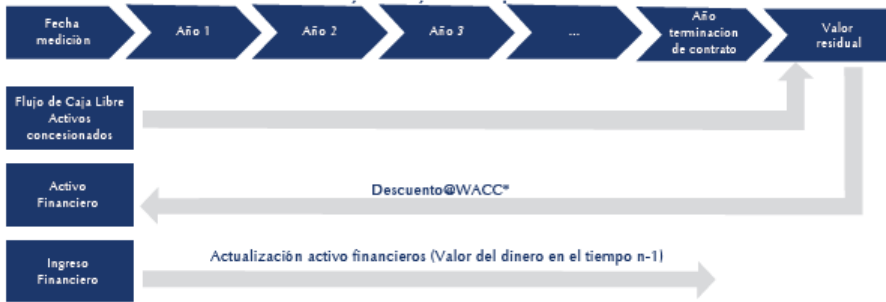 Fecha
medición
Año 1
Año 2
Año 3
...
Año
terminacion
de contrato
Valor
residual
Flujo de Caja Libre
Activos
concesionados
Activo
Financiero
Descuento@WACC*
Ingreso
Financiero
Actualización activo financieros (Valor del dinero en el tiempo n-1)